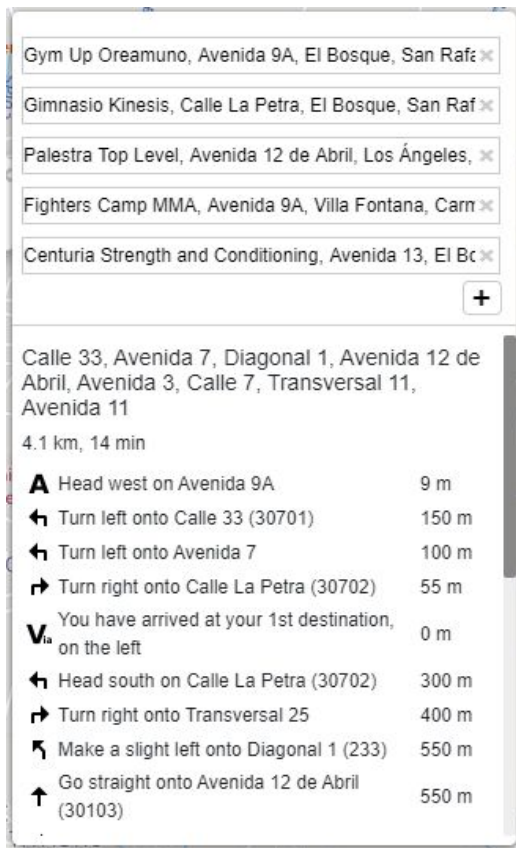 Gym Up Oreamuno, Avenida 9A, El Bosque, San Rafa
Gimnasio Kinesis, Calle La Petra, El Bosque, San Raf
Palestra Top Level, Avenida 12 de Abril, Los Ángeles,
Fighters Camp MMA, Avenida 9A, Villa Fontana, Carm
Centuria Strength and Conditioning, Avenida 13, El Bo
+
Calle 33, Avenida 7, Diagonal 1, Avenida 12 de
Abril, Avenida 3, Calle 7, Transversal 11,
Avenida 11
4.1 km, 14 min
A Head west on Avenida 9A 9 m
Turn left onto Calle 33 (30701) 150 m
Turn left onto Avenida 7 100 m
Turn right onto Calle La Petra (30702) 55 m
Via You have arrived at your 1st destination,
on the left 0 m
Head south on Calle La Petra (30702) 300 m
Turn right onto Transversal 25 400 m
Make a slight left onto Diagonal 1 (233) 550 m
Go straight onto Avenida 12 de Abril
(30103) 550 m